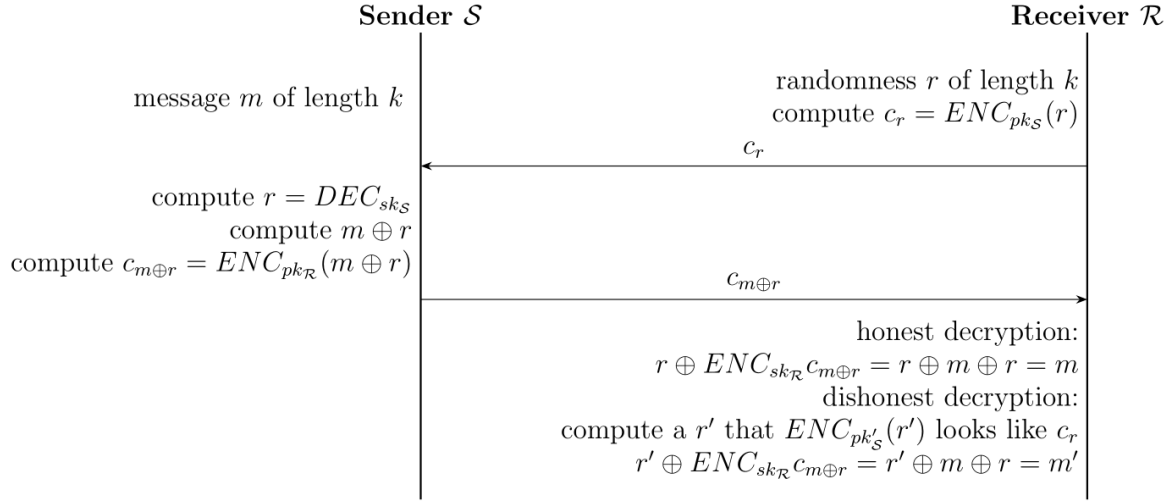 Sender 𝒮
Receiver ℛ
message m of length k
randomness r of length k
compute c_r = ENC_{pk_𝒮}(r)
c_r
compute r = DEC_{sk_𝒮}
compute m ⊕ r
compute c_{m⊕r} = ENC_{pk_ℛ}(m ⊕ r)
c_{m⊕r}
honest decryption:
r ⊕ ENC_{sk_ℛ}c_{m⊕r} = r ⊕ m ⊕ r = m
dishonest decryption:
compute a r′ that ENC_{pk′_𝒮}(r′) looks like c_r
r′ ⊕ ENC_{sk_ℛ}c_{m⊕r} = r′ ⊕ m ⊕ r = m′